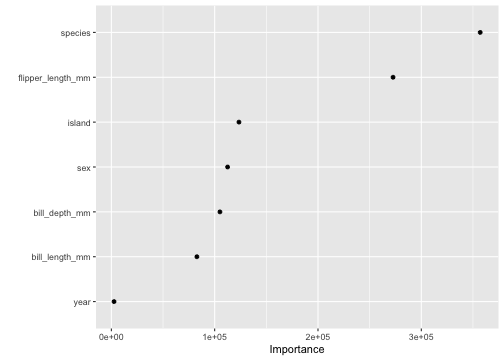 species
flipper_length_mm
island
sex
bill_depth_mm
bill_length_mm
year
0e+00 1e+05 2e+05 3e+05
Importance